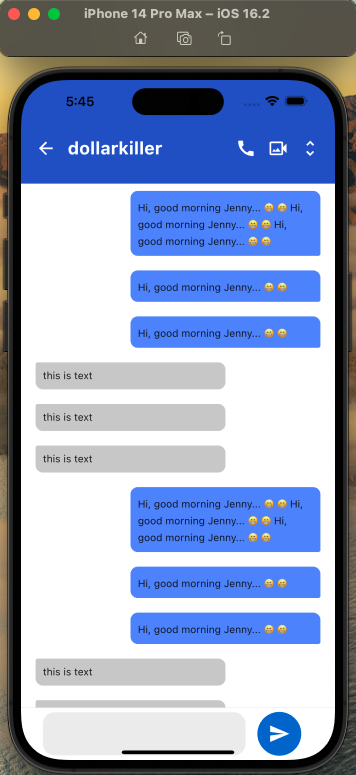 iPhone 14 Pro Max – iOS 16.2
5:45
dollarkiller
Hi, good morning Jenny... 😁 😁 Hi,
good morning Jenny... 😁 😁 Hi,
good morning Jenny... 😁 😁
Hi, good morning Jenny... 😁 😁
Hi, good morning Jenny... 😁 😁
this is text
this is text
this is text
Hi, good morning Jenny... 😁 😁 Hi,
good morning Jenny... 😁 😁 Hi,
good morning Jenny... 😁 😁
Hi, good morning Jenny... 😁 😁
Hi, good morning Jenny... 😁 😁
this is text